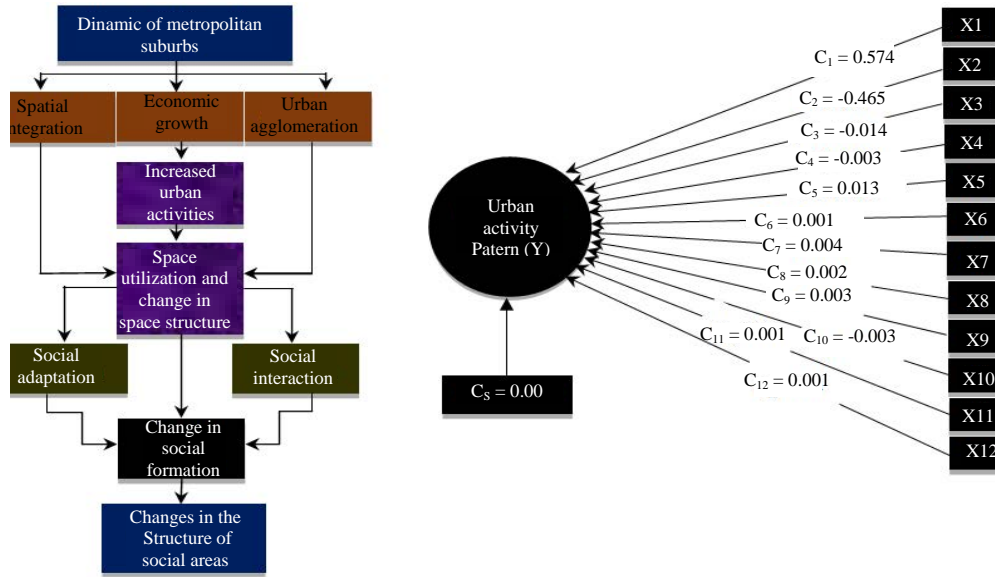 Dinamic of metropolitan
suburbs
Spatial
integration
Economic
growth
Urban
agglomeration
Increased
urban
activities
Space
utilization and
change in
space structure
Social
adaptation
Social
interaction
Change in
social
formation
Changes in the
Structure of
social areas
Urban
activity
Patern (Y)
C₁ = 0.574
C₂ = -0.465
C₃ = -0.014
C₄ = -0.003
C₅ = 0.013
C₆ = 0.001
C₇ = 0.004
C₈ = 0.002
C₉ = 0.003
C₁₁ = 0.001 C₁₀ = -0.003
C₁₂ = 0.001
C_S = 0.00
X1
X2
X3
X4
X5
X6
X7
X8
X9
X10
X11
X12